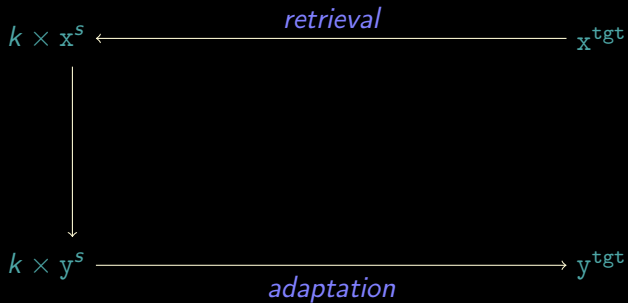 retrieval
k × x^s x^tgt
k × y^s y^tgt
adaptation